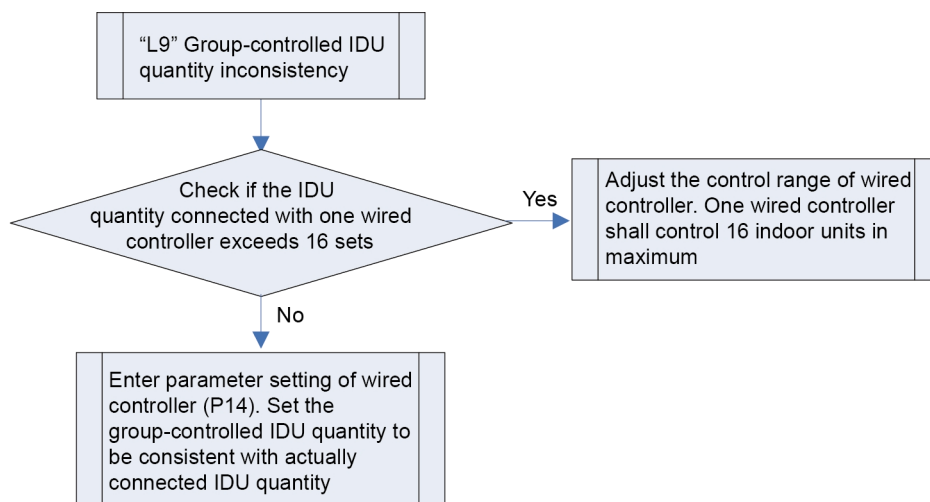 “L9” Group-controlled IDU
quantity inconsistency
Check if the IDU
quantity connected with one wired
controller exceeds 16 sets
Yes
Adjust the control range of wired
controller. One wired controller
shall control 16 indoor units in
maximum
No
Enter parameter setting of wired
controller (P14). Set the
group-controlled IDU quantity to
be consistent with actually
connected IDU quantity